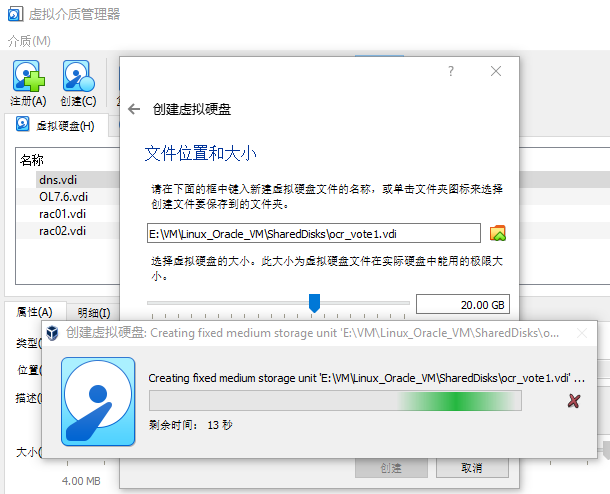 虚拟介质管理器
介质(M)
注册(A)
创建(C)
虚拟硬盘(H)
名称
dns.vdi
OL7.6.vdi
rac01.vdi
rac02.vdi
?
创建虚拟硬盘
文件位置和大小
请在下面的框中键入新建虚拟硬盘文件的名称，或单击文件夹图标来选择
创建文件要保存到的文件夹。
E:\VM\Linux_Oracle_VM\SharedDisks\ocr_vote1.vdi
选择虚拟硬盘的大小。此大小为虚拟硬盘文件在实际硬盘中能用的极限大
小。
20.00 GB
属性(A)
明细(I)
类型(
位置(
描述(
大小(
4.00 MB
创建虚拟硬盘: Creating fixed medium storage unit 'E:\VM\Linux_Oracle_VM\SharedDisks\o...
Creating fixed medium storage unit 'E:\VM\Linux_Oracle_VM\SharedDisks\ocr_vote1.vdi' ...
剩余时间： 13 秒
创建
取消